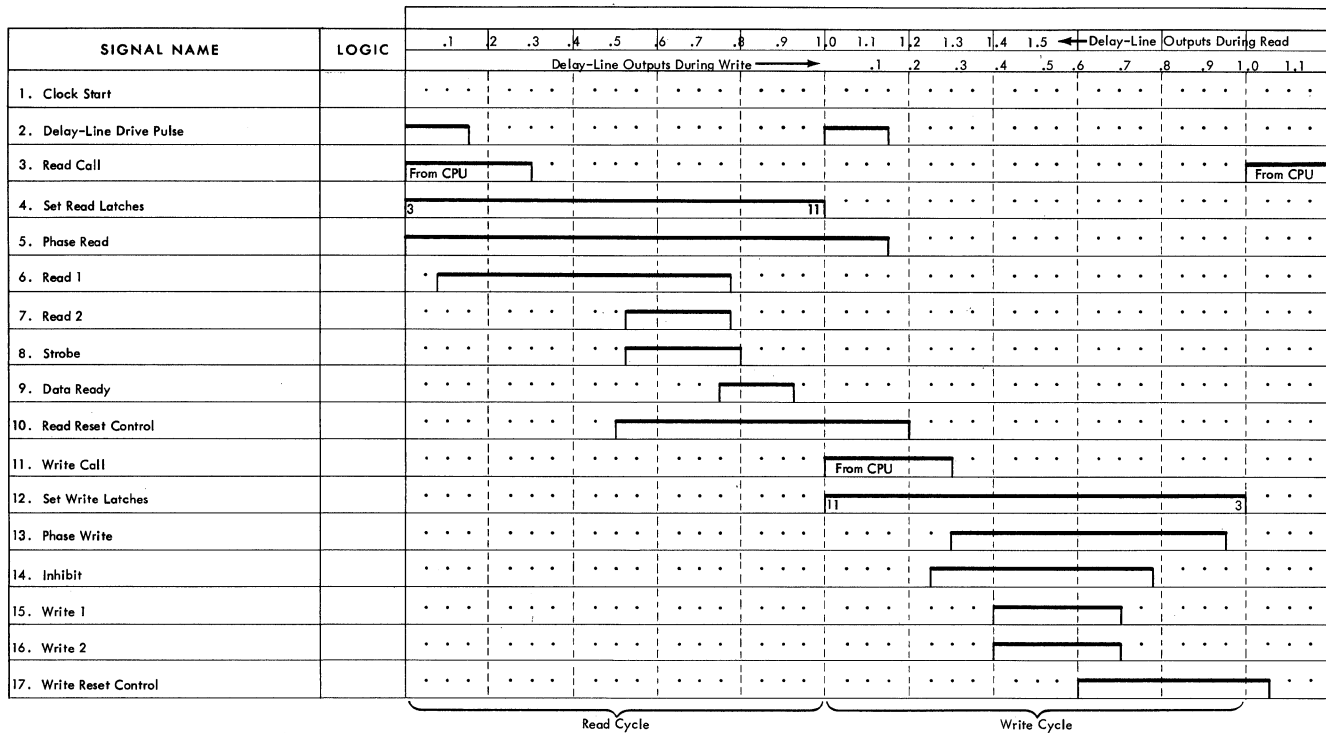 SIGNAL NAME LOGIC
.1 .2 .3 .4 .5 .6 .7 .8 .9 1.0 1.1 1.2 1.3 1.4 1.5 Delay-Line Outputs During Read
Delay-Line Outputs During Write .1 .2 .3 .4 .5 .6 .7 .8 .9 1.0 1.1
1. Clock Start
2. Delay-Line Drive Pulse
3. Read Call
From CPU From CPU
4. Set Read Latches
3 11
5. Phase Read
6. Read 1
7. Read 2
8. Strobe
9. Data Ready
10. Read Reset Control
11. Write Call
From CPU
12. Set Write Latches
11 3
13. Phase Write
14. Inhibit
15. Write 1
16. Write 2
17. Write Reset Control
Read Cycle Write Cycle